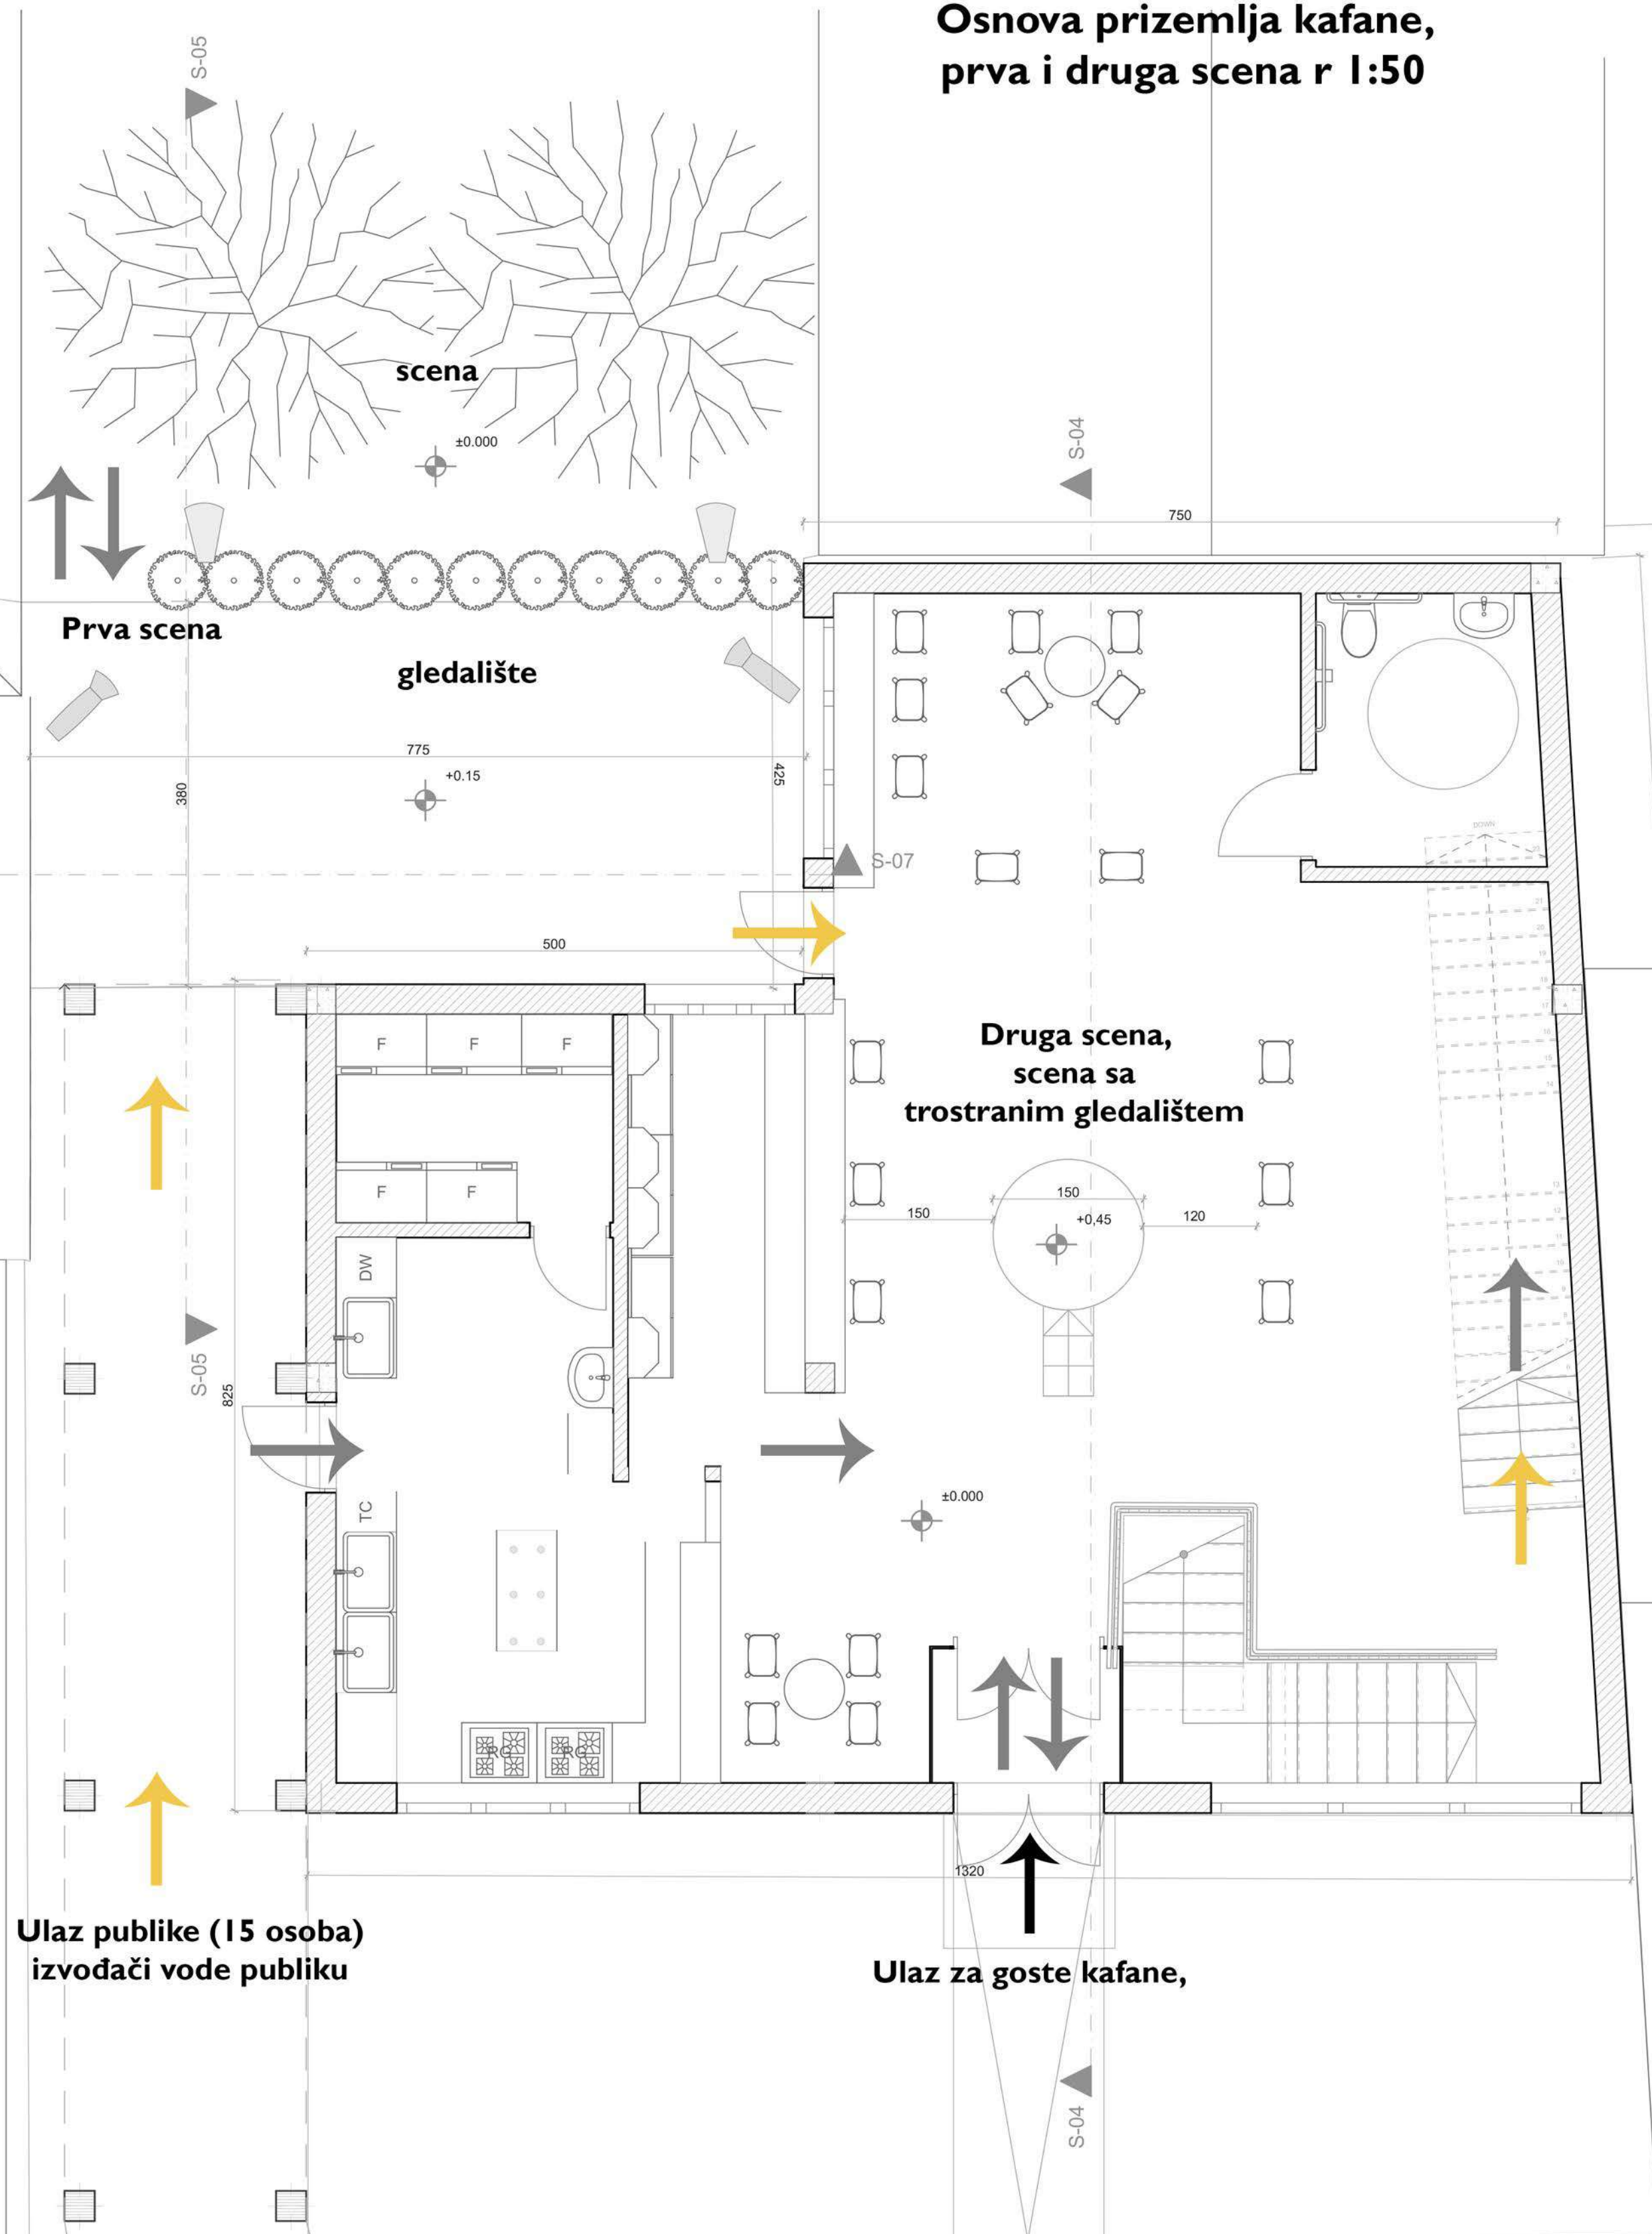 Osnova prizemlja kafane,
prva i druga scena r 1:50
S-05
scena
±0.000
S-04
750
Prva scena
gledalište
775
+0.15
380
425
S-07
DOWN
500
F F F
Druga scena,
scena sa
trostranim gledalištem
F F
150
150
+0,45
120
DW
S-05
825
TC
±0.000
RG RG
1320
Ulaz publike (15 osoba)
izvođači vode publiku
Ulaz za goste kafane,
S-04